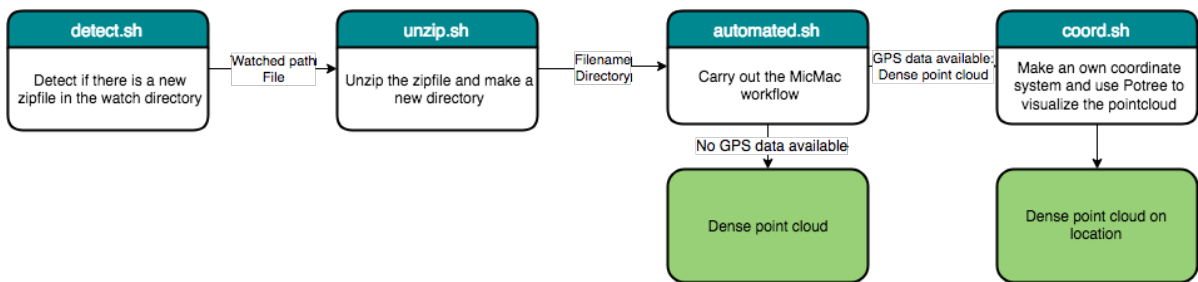 detect.sh
Detect if there is a new
zipfile in the watch directory
Watched path
File
unzip.sh
Unzip the zipfile and make a
new directory
Filename
Directory
automated.sh
Carry out the MicMac
workflow
GPS data available:
Dense point cloud
coord.sh
Make an own coordinate
system and use Potree to
visualize the pointcloud
No GPS data available
Dense point cloud
Dense point cloud on
location